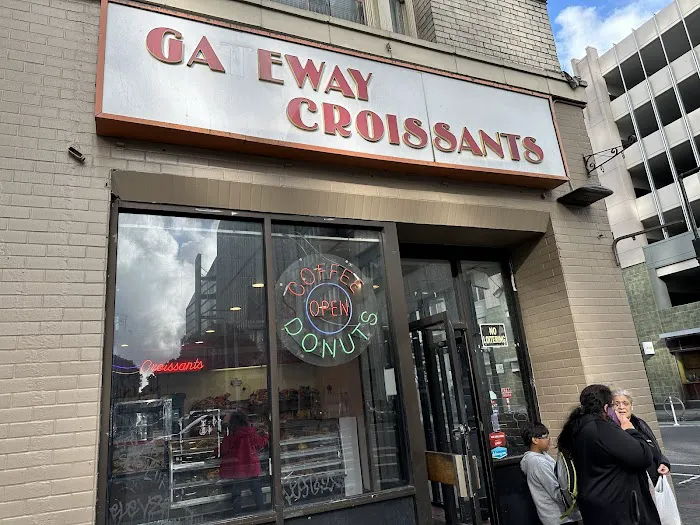 GATEWAY
CROISSANTS
COFFEE
OPEN
DONUTS
Croissants
NO
LOITERING